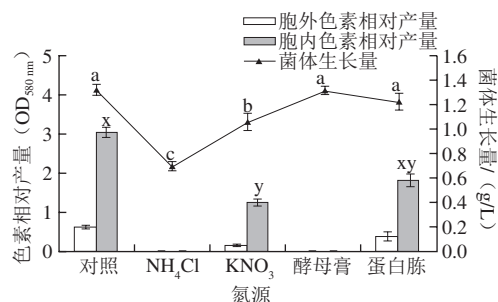 胞外色素相对产量
胞内色素相对产量
菌体生长量
色素相对产量(OD₅₈₀ ₙₘ)
5
4
3
2
1
0
a
x
c
b
y
a
a
xy
1.6
1.4
1.2
1.0
0.8
0.6
0.4
0.2
0.0
菌体生长量/(g/L)
对照 NH₄Cl KNO₃ 酵母膏 蛋白胨
氮源